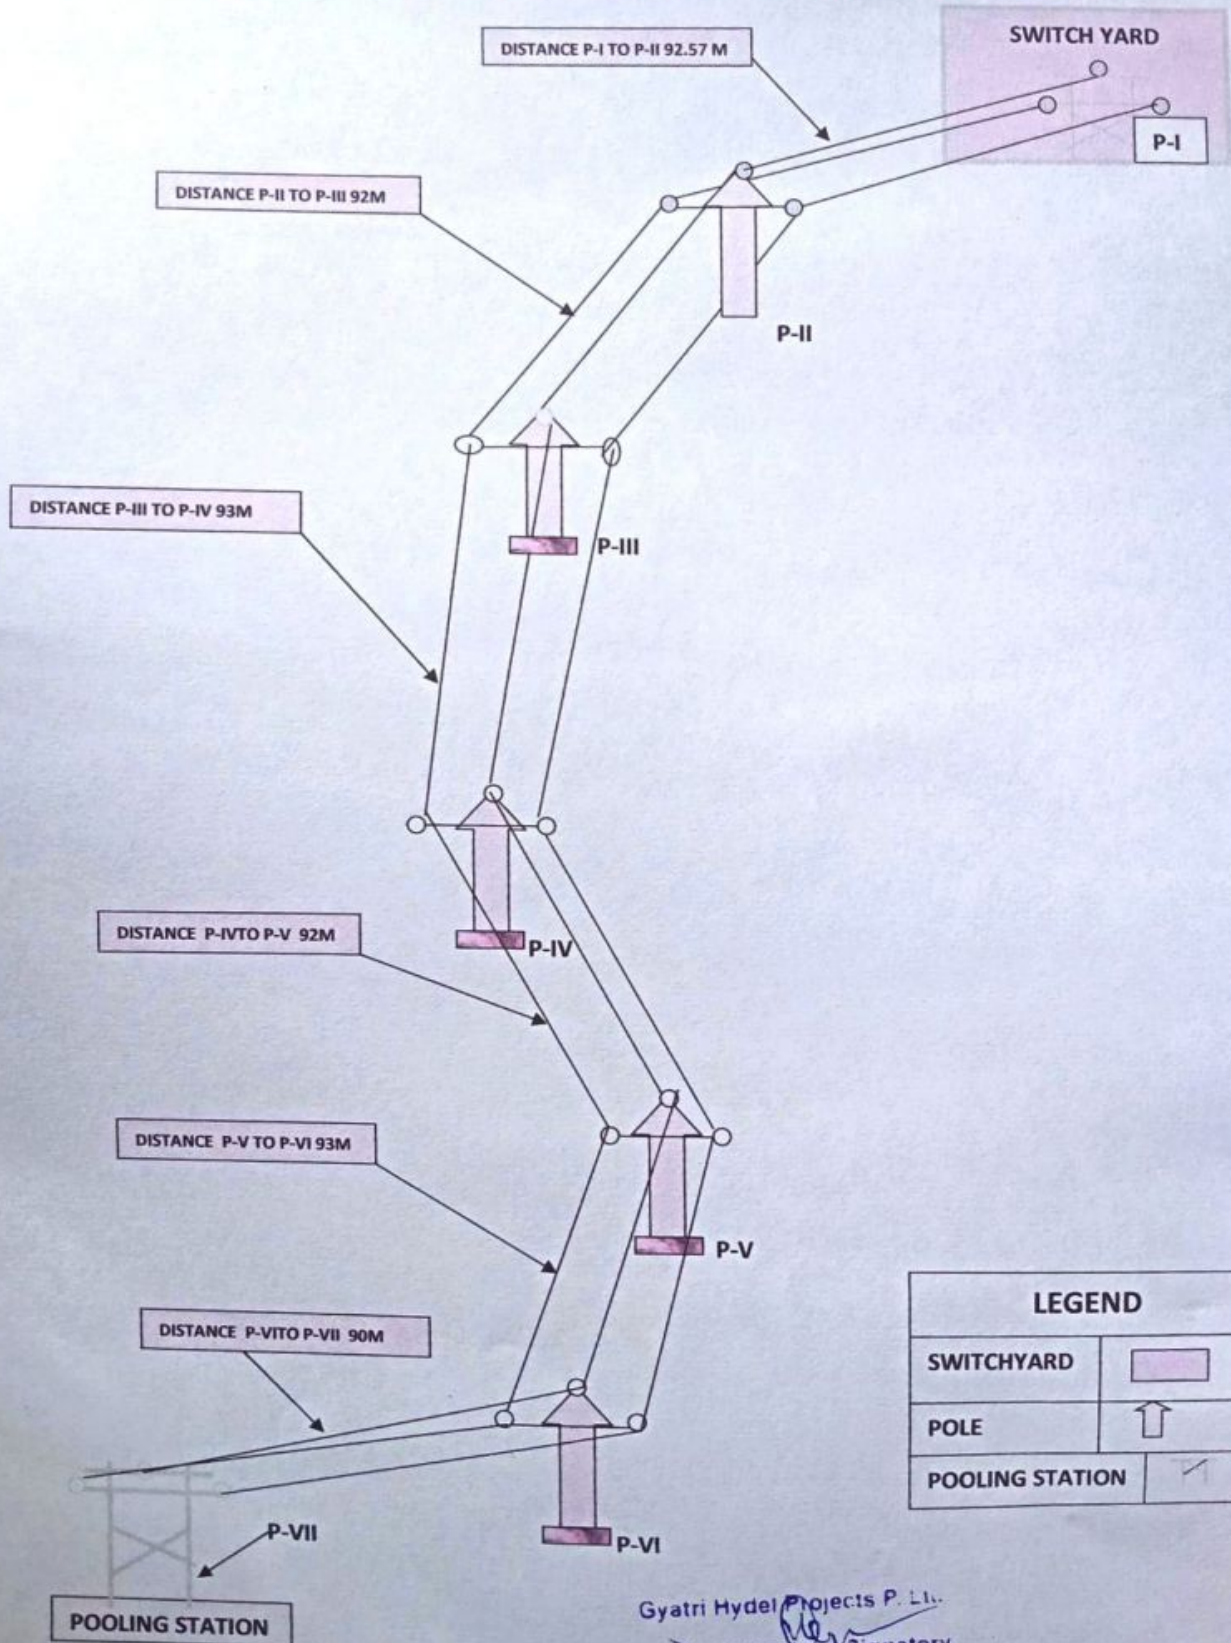 DISTANCE P-I TO P-II 92.57 M
SWITCH YARD
P-I
DISTANCE P-II TO P-III 92M
P-II
DISTANCE P-III TO P-IV 93M
P-III
DISTANCE P-IVTO P-V 92M
P-IV
DISTANCE P-V TO P-VI 93M
P-V
DISTANCE P-VITO P-VII 90M
LEGEND
SWITCHYARD
POLE
POOLING STATION
P-VII
P-VI
POOLING STATION
Gyatri Hydel Projects P. Lt.